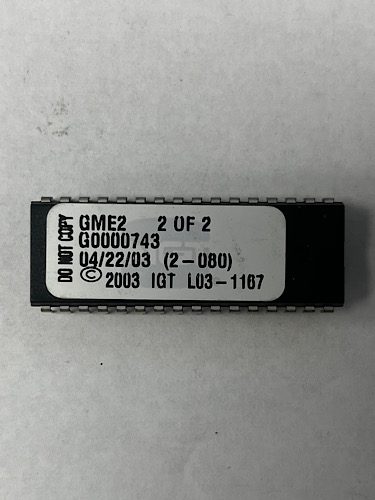 DO NOT COPY
GME2 2 OF 2
G0000743
04/22/03 (2-080)
© 2003 IGT L03-1167